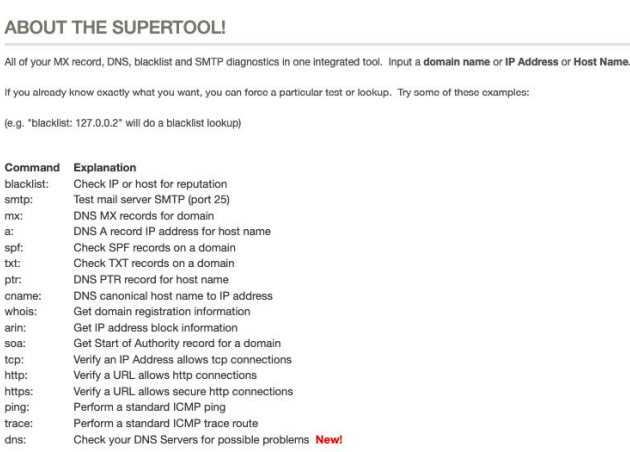 ABOUT THE SUPERTOOL!
All of your MX record, DNS, blacklist and SMTP diagnostics in one integrated tool. Input a domain name or IP Address or Host Name.
If you already know exactly what you want, you can force a particular test or lookup. Try some of these examples:
(e.g. "blacklist: 127.0.0.2" will do a blacklist lookup)
Command Explanation
blacklist: Check IP or host for reputation
smtp: Test mail server SMTP (port 25)
mx: DNS MX records for domain
a: DNS A record IP address for host name
spf: Check SPF records on a domain
txt: Check TXT records on a domain
ptr: DNS PTR record for host name
cname: DNS canonical host name to IP address
whois: Get domain registration information
arin: Get IP address block information
soa: Get Start of Authority record for a domain
tcp: Verify an IP Address allows tcp connections
http: Verify a URL allows http connections
https: Verify a URL allows secure http connections
ping: Perform a standard ICMP ping
trace: Perform a standard ICMP trace route
dns: Check your DNS Servers for possible problems New!